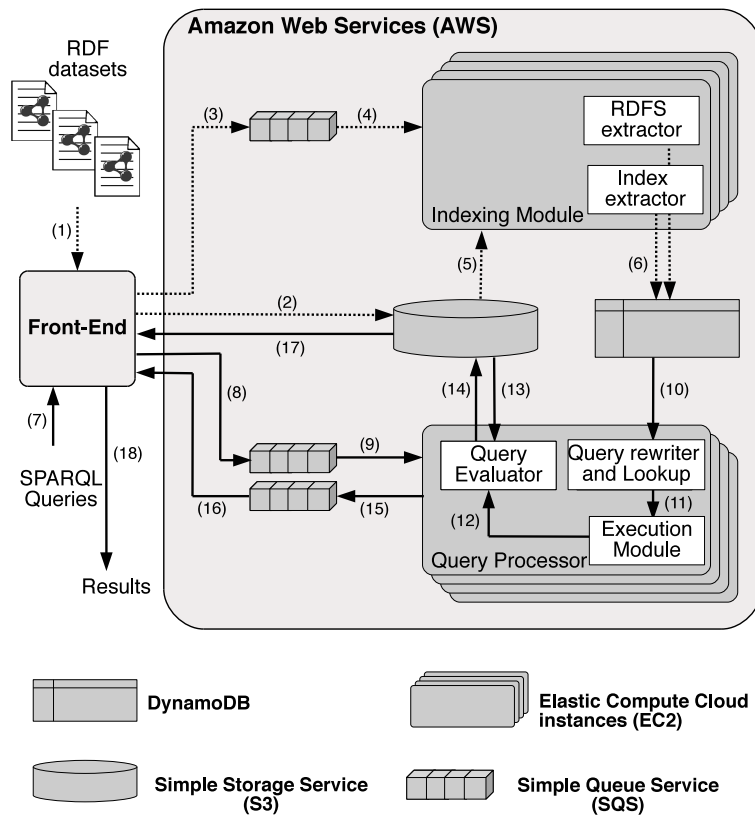 Amazon Web Services (AWS)
RDF
datasets
(3)
(4)
RDFS
extractor
Index
extractor
Indexing Module
(1)
(5)
(6)
(2)
Front-End
(17)
(8)
(14)
(13)
(10)
(7)
(18)
(9)
Query
Evaluator
Query rewriter
and Lookup
SPARQL
Queries
(16)
(15)
(12)
(11)
Execution
Module
Query Processor
Results
DynamoDB
Elastic Compute Cloud
instances (EC2)
Simple Storage Service
(S3)
Simple Queue Service
(SQS)